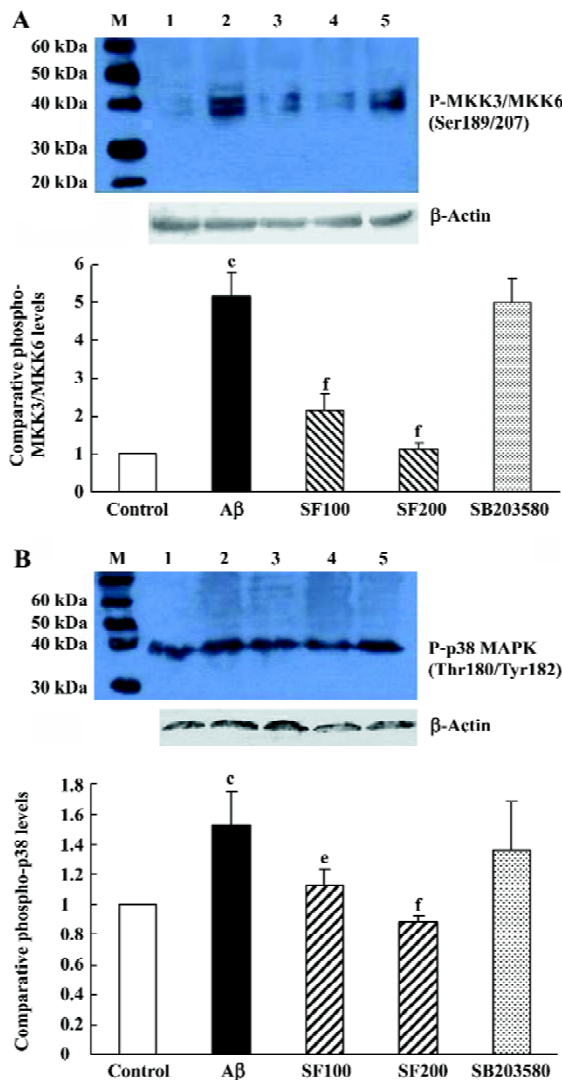 A
M 1 2 3 4 5
60 kDa
50 kDa
40 kDa
30 kDa
20 kDa
P-MKK3/MKK6
(Ser189/207)
β-Actin
Comparative phospho-
MKK3/MKK6 levels
6
5
4
3
2
1
0
c
f
f
Control Aβ SF100 SF200 SB203580
B
M 1 2 3 4 5
60 kDa
50 kDa
40 kDa
30 kDa
P-p38 MAPK
(Thr180/Tyr182)
β-Actin
Comparative phospho-p38 levels
1.8
1.6
1.4
1.2
1
0.8
0.6
0.4
0.2
0
c
e
f
Control Aβ SF100 SF200 SB203580